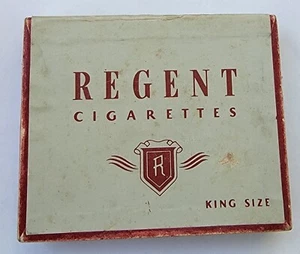 REGENT
CIGARETTES
R
KING SIZE